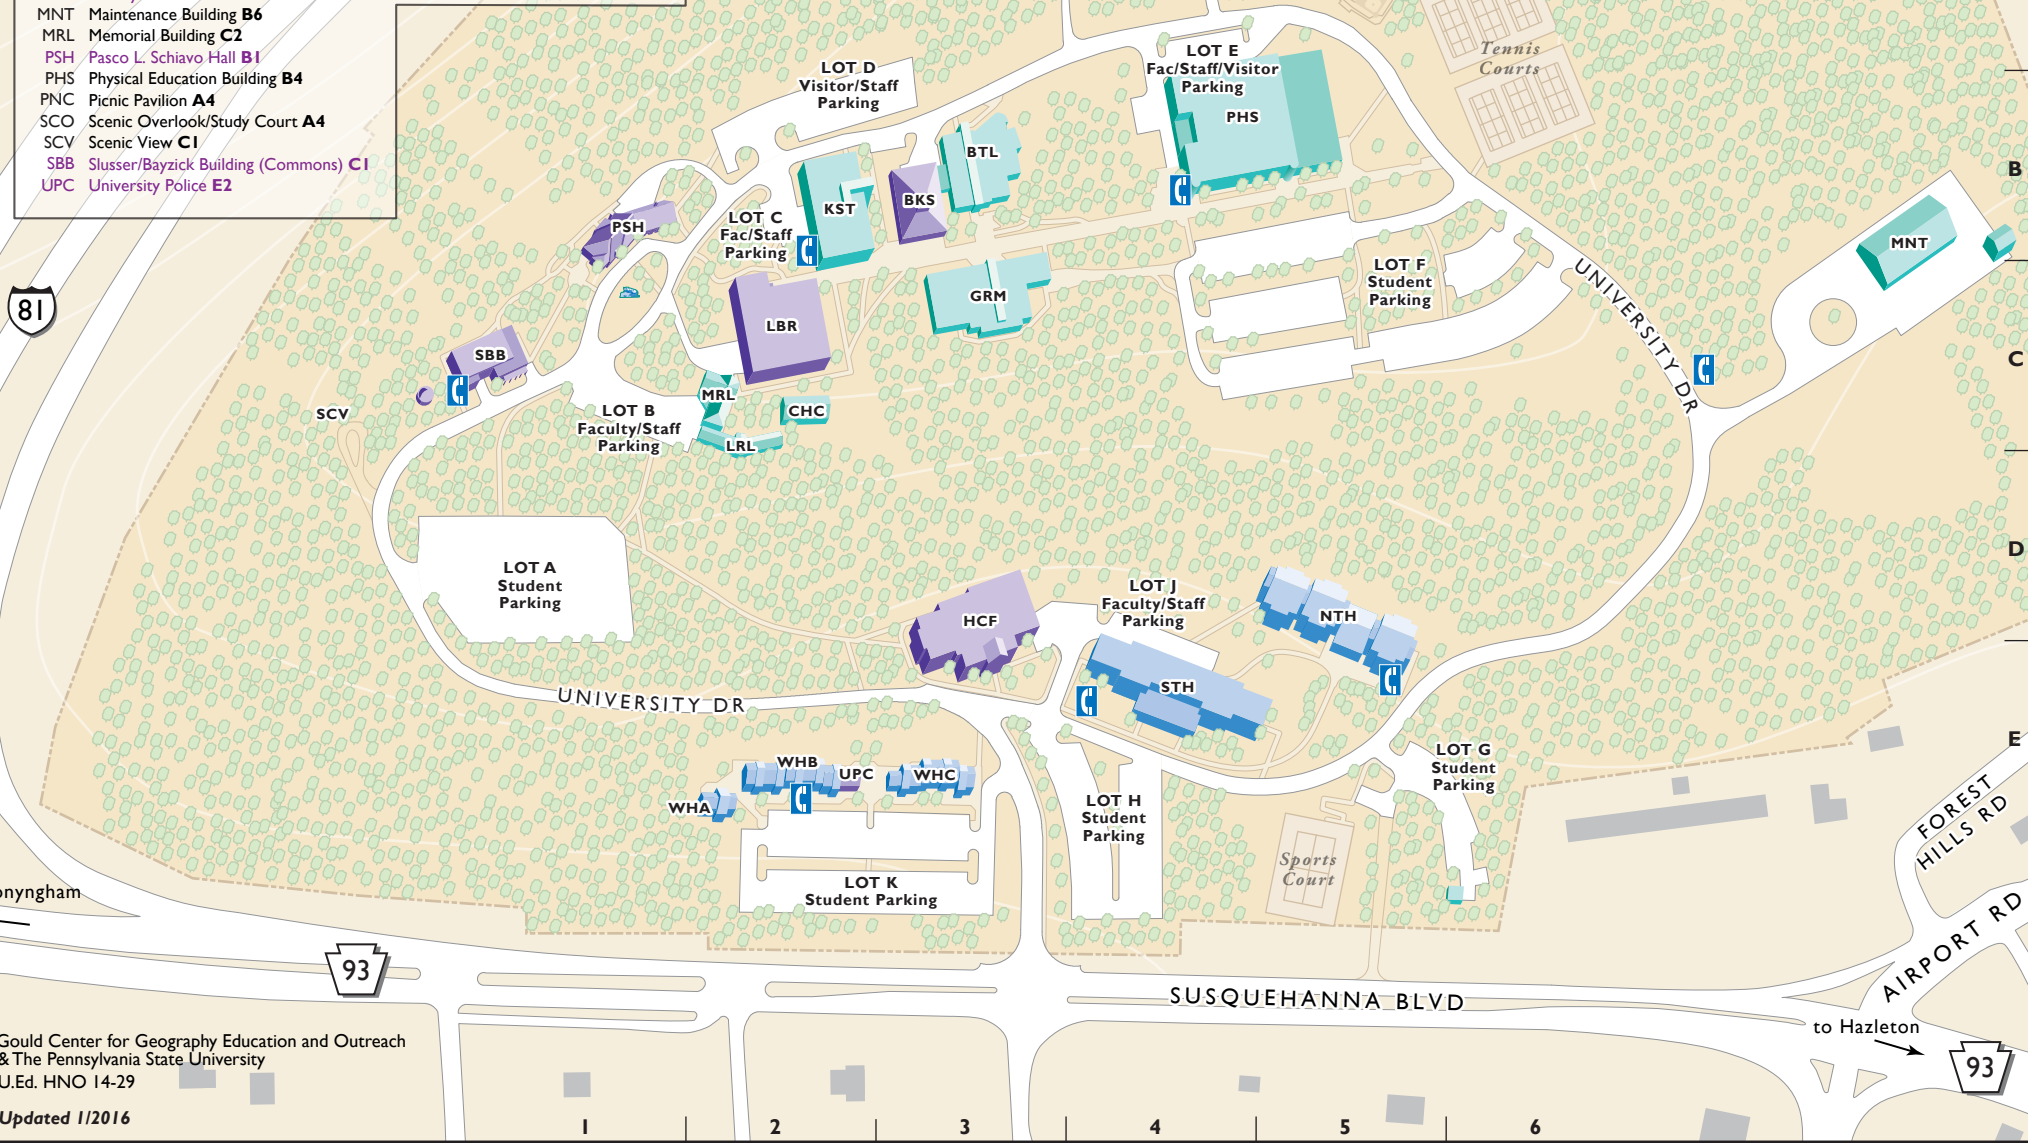 MNT Maintenance Building B6
MRL Memorial Building C2
PSH Pasco L. Schiavo Hall B1
PHS Physical Education Building B4
PNC Picnic Pavilion A4
SCO Scenic Overlook/Study Court A4
SCV Scenic View C1
SBB Slusser/Bayzick Building (Commons) C1
UPC University Police E2
LOT D
Visitor/Staff
Parking
LOT E
Fac/Staff/Visitor
Parking
PHS
Tennis
Courts
BTL
B
KST
BKS
PSH
LOT C
Fac/Staff
Parking
MNT
LOT F
Student
Parking
UNIVERSITY DR
GRM
81
LBR
SBB
C
MRL
CHC
SCV
LOT B
Faculty/Staff
Parking
LRL
D
LOT A
Student
Parking
LOT J
Faculty/Staff
Parking
HCF
NTH
STH
UNIVERSITY DR
E
WHB
UPC
WHC
WHA
LOT G
Student
Parking
LOT H
Student
Parking
FOREST
HILLS RD
Sports
Court
LOT K
Student Parking
onyngham
AIRPORT RD
93
SUSQUEHANNA BLVD
to Hazleton
93
Gould Center for Geography Education and Outreach
& The Pennsylvania State University
U.Ed. HNO 14-29
Updated 1/2016
1 2 3 4 5 6